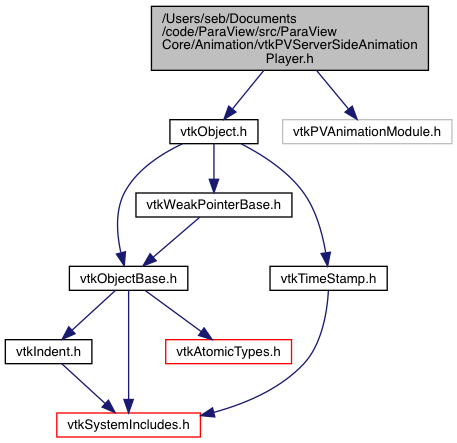 /Users/seb/Documents
/code/ParaView/src/ParaView
Core/Animation/vtkPVServerSideAnimation
Player.h
vtkObject.h
vtkPVAnimationModule.h
vtkWeakPointerBase.h
vtkObjectBase.h
vtkTimeStamp.h
vtkIndent.h
vtkAtomicTypes.h
vtkSystemIncludes.h